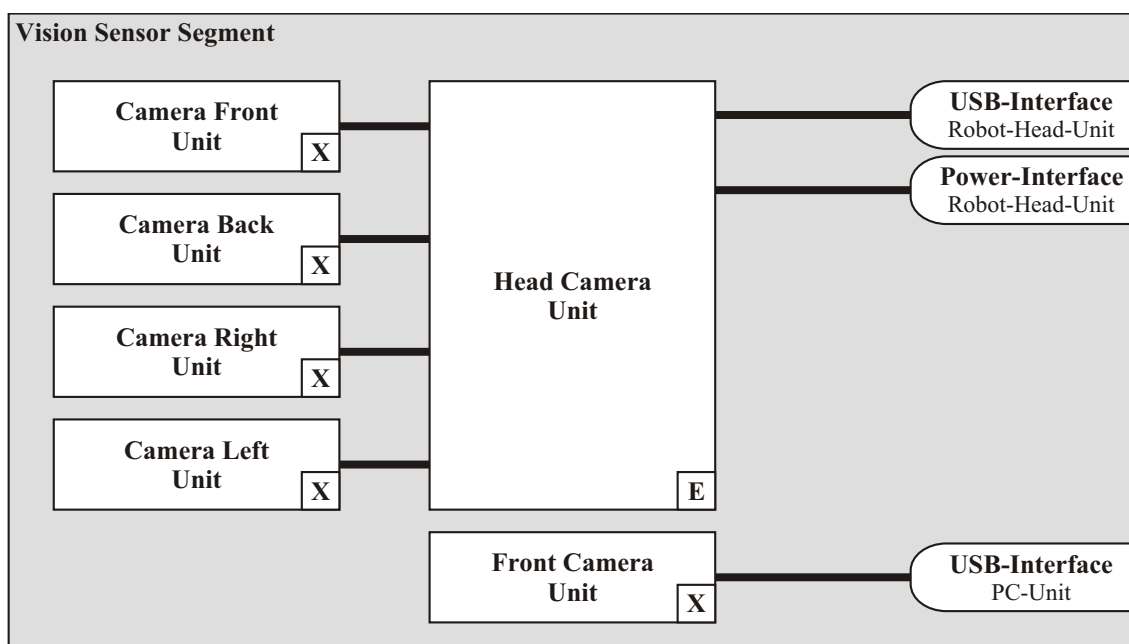 Vision Sensor Segment
Camera Front
Unit
X
Camera Back
Unit
X
Camera Right
Unit
X
Camera Left
Unit
X
Head Camera
Unit
E
Front Camera
Unit
X
USB-Interface
Robot-Head-Unit
Power-Interface
Robot-Head-Unit
USB-Interface
PC-Unit